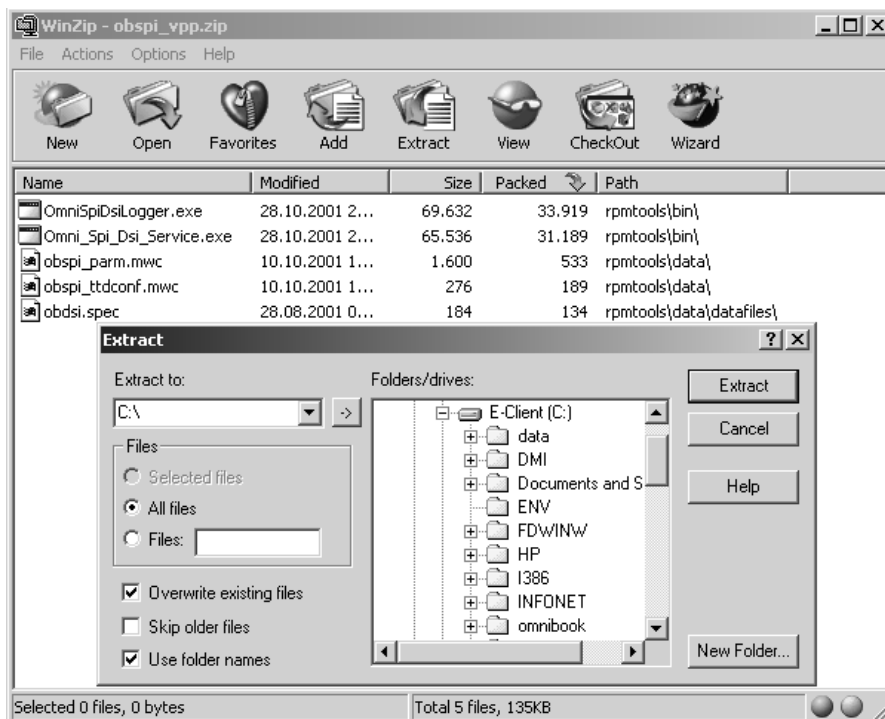 WinZip - obspi_vpp.zip
File Actions Options Help
New Open Favorites Add Extract View CheckOut Wizard
Name Modified Size Packed Path
OmniSpiDsiLogger.exe 28.10.2001 2... 69.632 33.919 rpmtools\bin\
Omni_Spi_Dsi_Service.exe 28.10.2001 2... 65.536 31.189 rpmtools\bin\
obspi_parm.mwc 10.10.2001 1... 1.600 533 rpmtools\data\
obspi_ttdconf.mwc 10.10.2001 1... 276 189 rpmtools\data\
obdsi.spec 28.08.2001 0... 184 134 rpmtools\data\datafiles\
Extract
Extract to:
C:\
->
Files
Selected files
All files
Files:
Overwrite existing files
Skip older files
Use folder names
Folders/drives:
E-Client (C:)
data
DMI
Documents and S
ENV
FDWINW
HP
I386
INFONET
omnibook
Extract
Cancel
Help
New Folder...
Selected 0 files, 0 bytes Total 5 files, 135KB